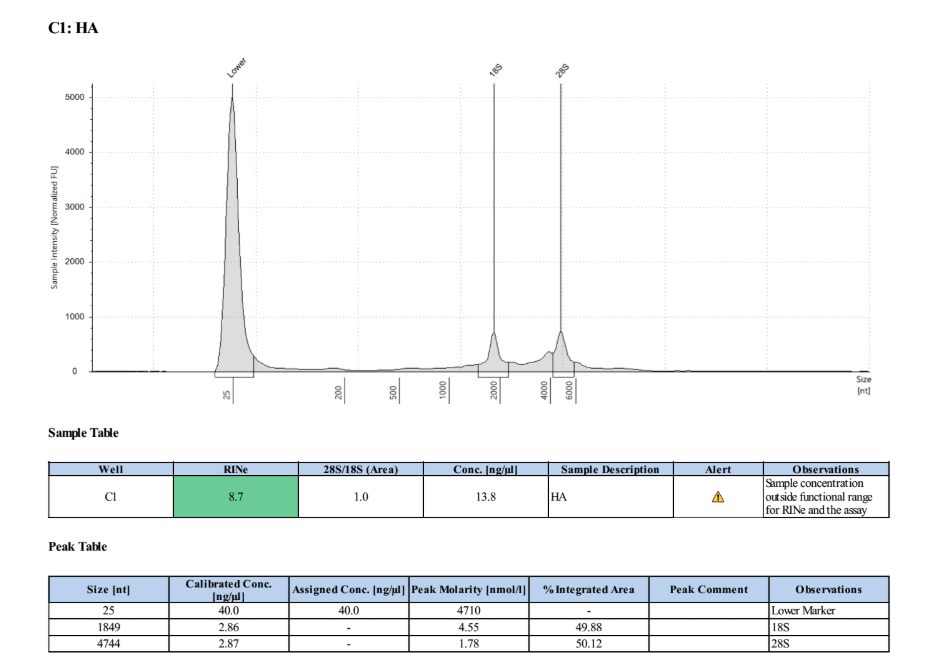 C1: HA
Lower
18S
28S
5000
4000
3000
2000
1000
0
Sample Intensity [Normalized FU]
25
200
500
1000
2000
4000
6000
Size
[nt]
Sample Table
Well RINe 28S/18S (Area) Conc. [ng/µl] Sample Description Alert Observations
C1 8.7 1.0 13.8 HA Sample concentration
outside functional range
for RINe and the assay
Peak Table
Size [nt] Calibrated Conc. [ng/µl] Assigned Conc. [ng/µl] Peak Molarity [nmol/l] % Integrated Area Peak Comment Observations
25 40.0 40.0 4710 - Lower Marker
1849 2.86 - 4.55 49.88 18S
4744 2.87 - 1.78 50.12 28S